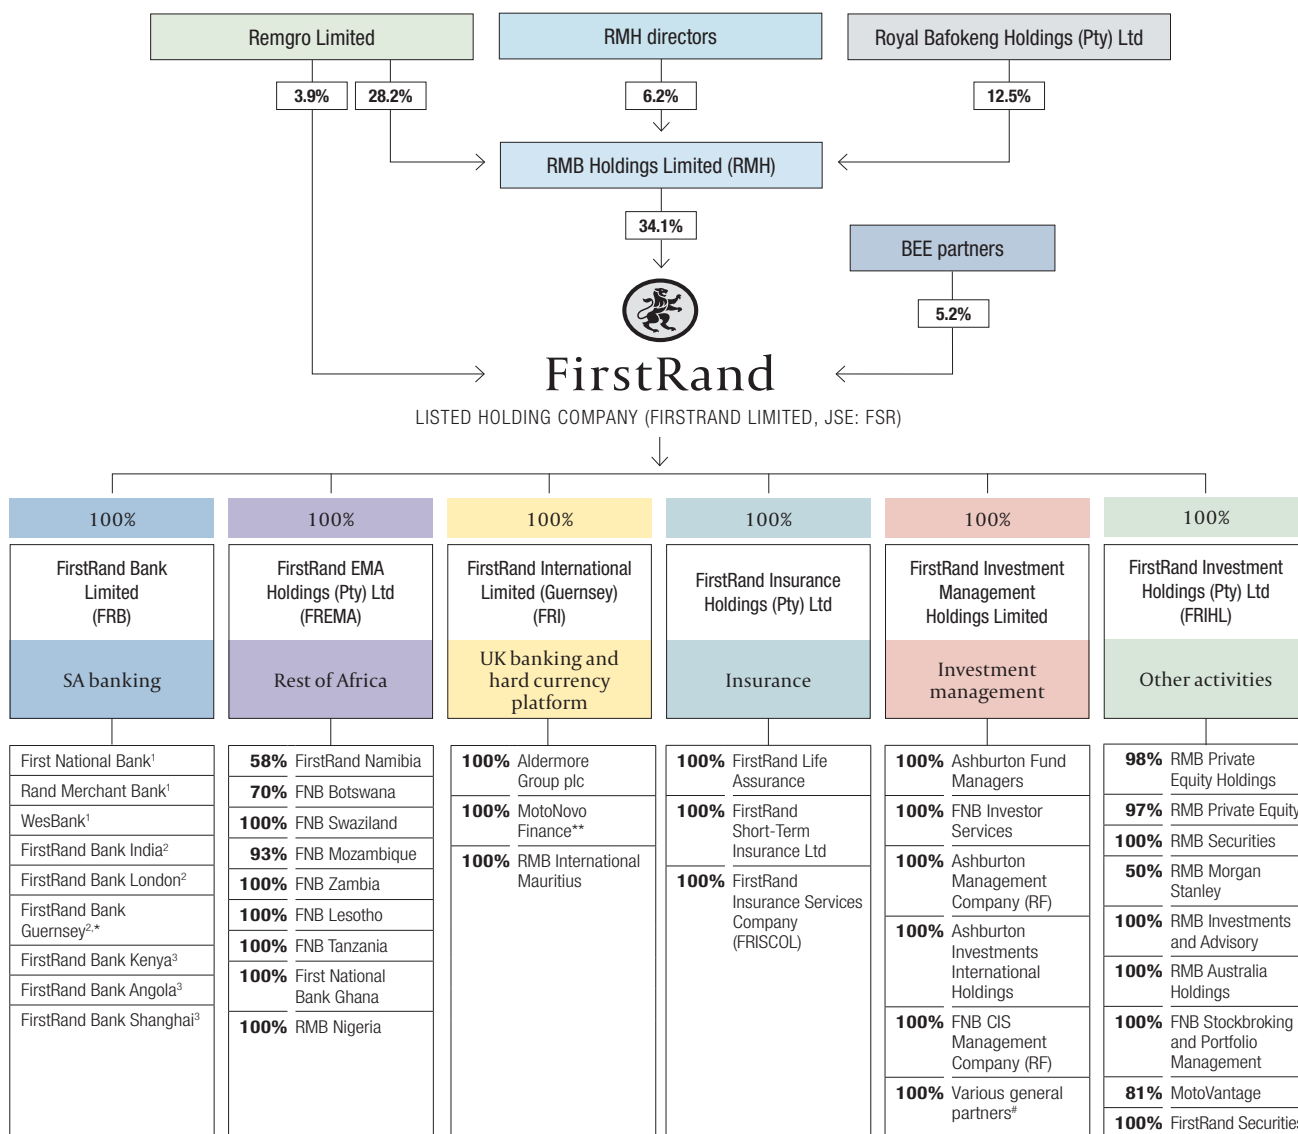 Remgro Limited
RMH directors
Royal Bafokeng Holdings (Pty) Ltd
3.9%
28.2%
6.2%
12.5%
RMB Holdings Limited (RMH)
34.1%
BEE partners
5.2%
FirstRand
LISTED HOLDING COMPANY (FIRSTRAND LIMITED, JSE: FSR)
100%
FirstRand Bank
Limited
(FRB)
SA banking
First National Bank¹
Rand Merchant Bank¹
WesBank¹
FirstRand Bank India²
FirstRand Bank London²
FirstRand Bank
Guernsey²,*
FirstRand Bank Kenya³
FirstRand Bank Angola³
FirstRand Bank Shanghai³
100%
FirstRand EMA
Holdings (Pty) Ltd
(FREMA)
Rest of Africa
58% FirstRand Namibia
70% FNB Botswana
100% FNB Swaziland
93% FNB Mozambique
100% FNB Zambia
100% FNB Lesotho
100% FNB Tanzania
100% First National
Bank Ghana
100% RMB Nigeria
100%
FirstRand International
Limited (Guernsey)
(FRI)
UK banking and
hard currency
platform
100% Aldermore
Group plc
100% MotoNovo
Finance**
100% RMB International
Mauritius
100%
FirstRand Insurance
Holdings (Pty) Ltd
Insurance
100% FirstRand Life
Assurance
100% FirstRand
Short-Term
Insurance Ltd
100% FirstRand
Insurance Services
Company
(FRISCOL)
100%
FirstRand Investment
Management
Holdings Limited
Investment
management
100% Ashburton Fund
Managers
100% FNB Investor
Services
100% Ashburton
Management
Company (RF)
100% Ashburton
Investments
International
Holdings
100% FNB CIS
Management
Company (RF)
100% Various general
partners#
100%
FirstRand Investment
Holdings (Pty) Ltd
(FRIHL)
Other activities
98% RMB Private
Equity Holdings
97% RMB Private Equity
100% RMB Securities
50% RMB Morgan
Stanley
100% RMB Investments
and Advisory
100% RMB Australia
Holdings
100% FNB Stockbroking
and Portfolio
Management
81% MotoVantage
100% FirstRand Securities